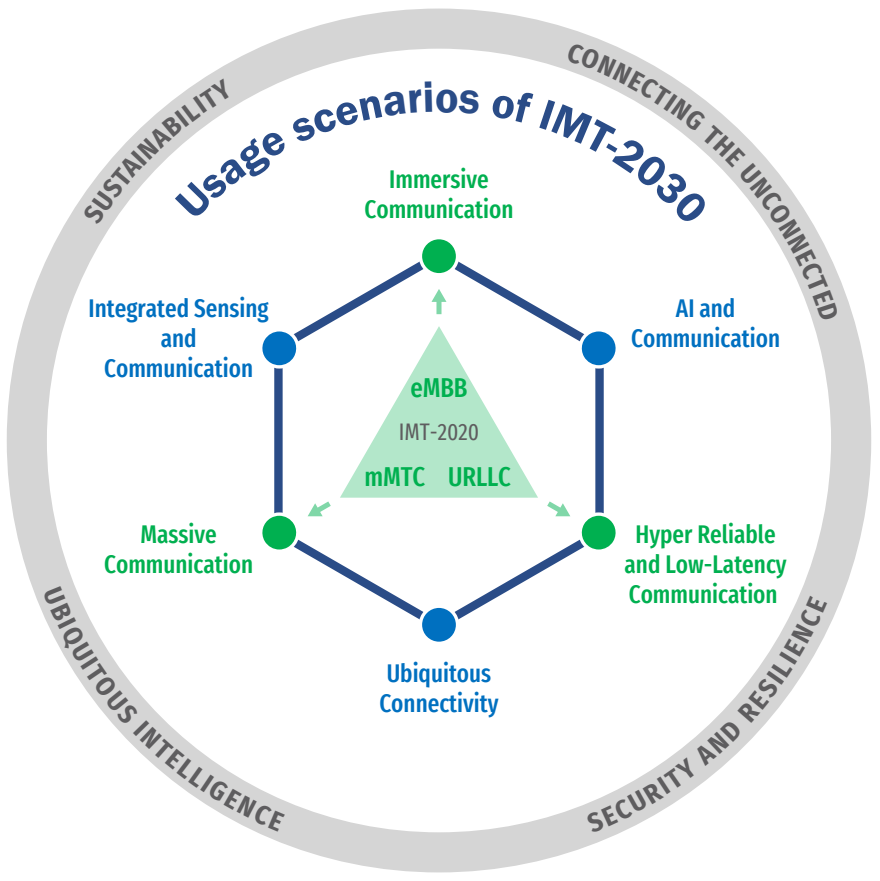 SUSTAINABILITY
CONNECTING THE UNCONNECTED
Usage scenarios of IMT-2030
Immersive
Communication
Integrated Sensing
and
Communication
AI and
Communication
eMBB
IMT-2020
mMTC URLLC
Massive
Communication
Hyper Reliable
and Low-Latency
Communication
Ubiquitous
Connectivity
UBIQUITOUS INTELLIGENCE
SECURITY AND RESILIENCE